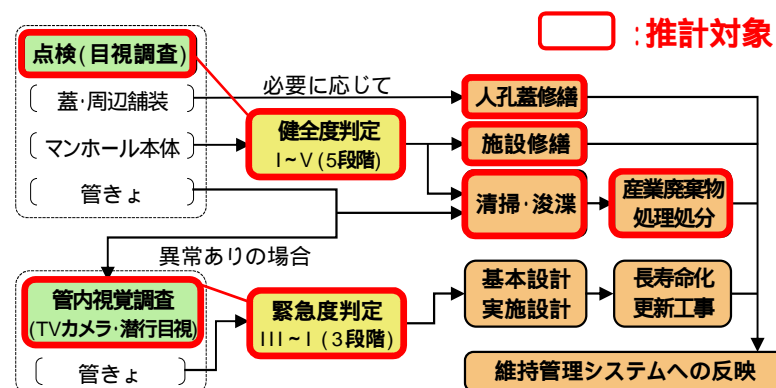 ：推計対象
点検(目視調査)
必要に応じて
蓋･周辺舗装
人孔蓋修繕
健全度判定
I~V(5段階)
マンホール本体
施設修繕
管きょ
清掃･浚渫
産業廃棄物
処理処分
異常ありの場合
管内視覚調査
(TVカメラ･潜行目視)
緊急度判定
III~I(3段階)
基本設計
実施設計
長寿命化
更新工事
管きょ
維持管理システムへの反映